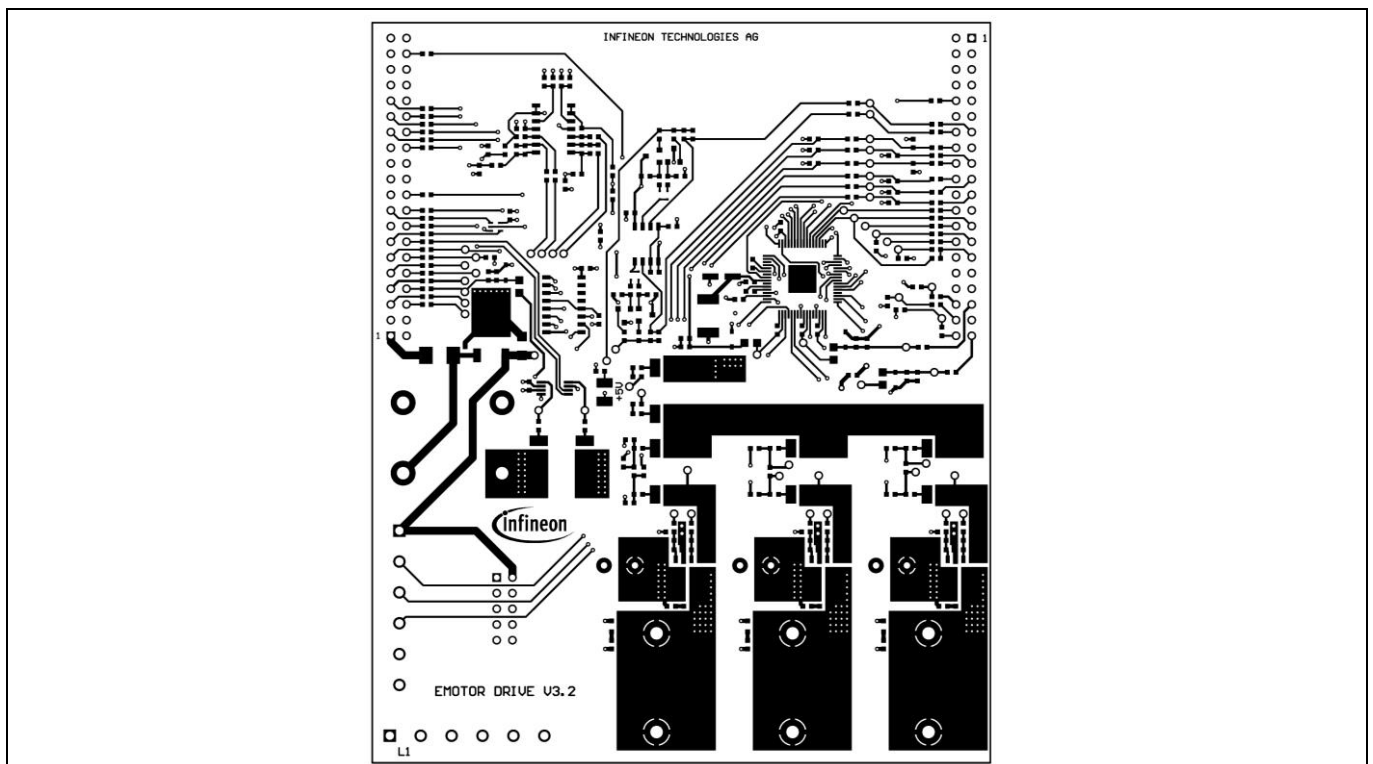 INFINEON TECHNOLOGIES AG
1
1
+5V
infineon
EMOTOR DRIVE V3.2
L1